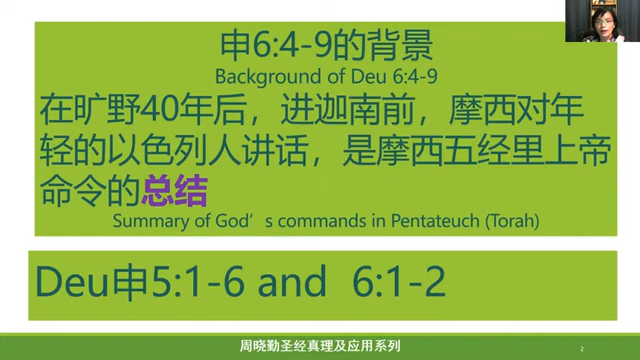 申6:4-9的背景
Background of Deu 6:4-9
在旷野40年后，进迦南前，摩西对年
轻的以色列人讲话，是摩西五经里上帝
命令的总结
Summary of God's commands in Pentateuch (Torah)
Deu申5:1-6 and 6:1-2
周晓勤圣经真理及应用系列
2